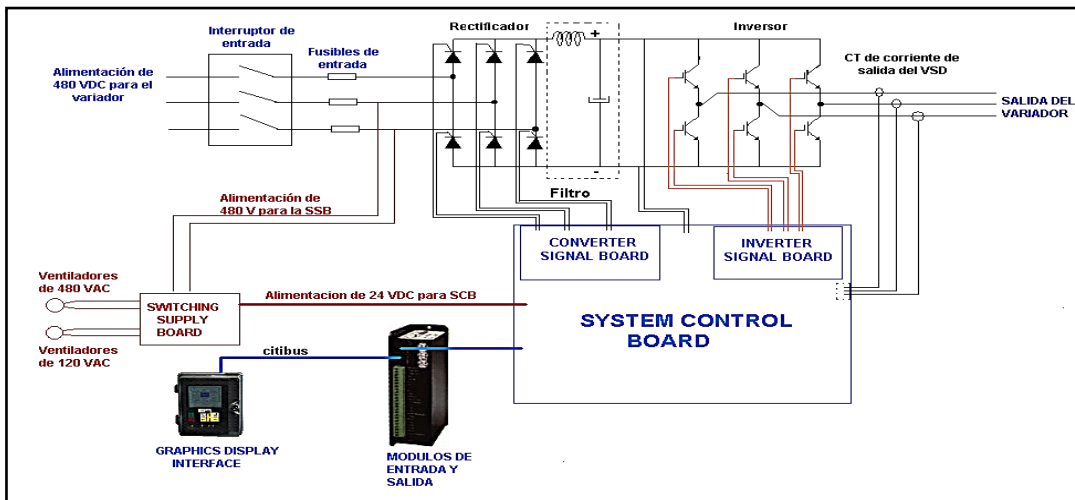 Rectificador
Inversor
Interruptor de
entrada
Fusibles de
entrada
+
CT de corriente de
salida del VSD
Alimentación de
480 VDC para el
variador
SALIDA DEL
VARIADOR
-
Filtro
Alimentación de
480 V para la SSB
CONVERTER
SIGNAL BOARD
INVERTER
SIGNAL BOARD
Ventiladores
de 480 VAC
SWITCHING
SUPPLY
BOARD
Alimentacion de 24 VDC para SCB
SYSTEM CONTROL
BOARD
Ventiladores
de 120 VAC
citibus
GRAPHICS DISPLAY
INTERFACE
MODULOS DE
ENTRADA Y
SALIDA